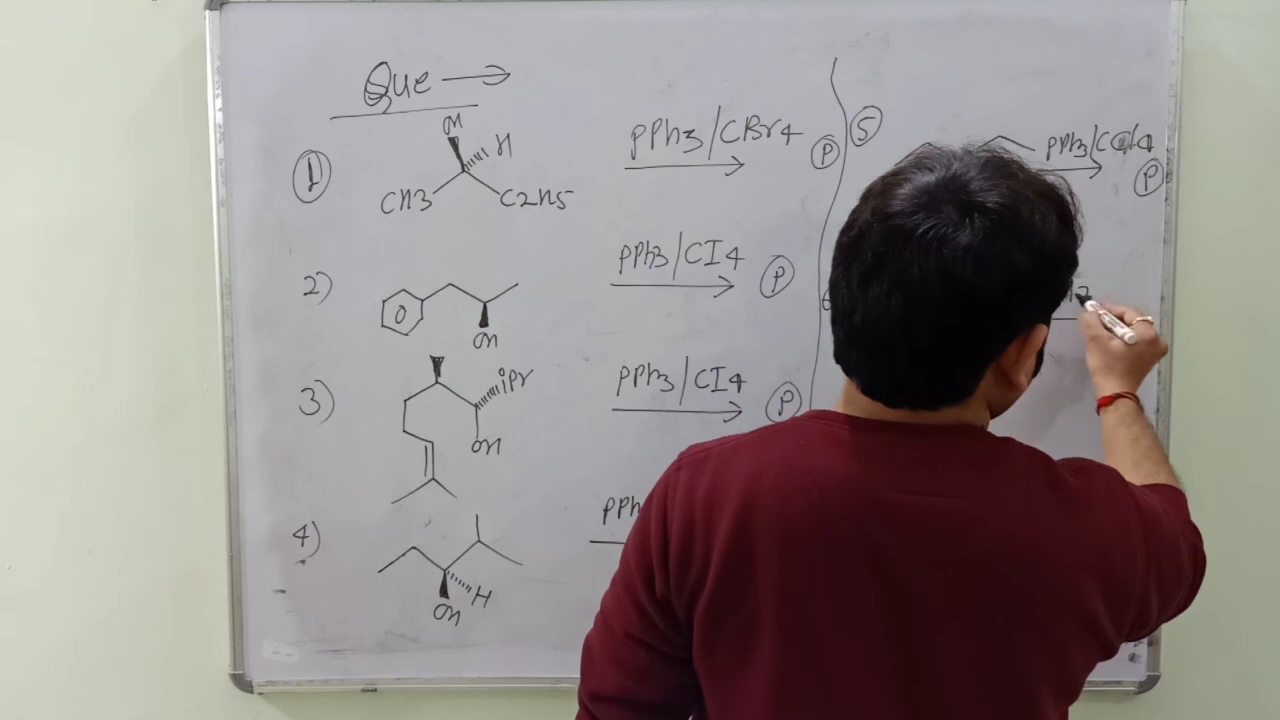 Que →
① OH H CH3 C2H5 PPh3/CBr4 → Ⓟ
2) OH PPh3/CI4 → Ⓟ
3) iPr OH PPh3/CI4 → Ⓟ
4) H OH PPh
⑤ PPh3/CCl4 → Ⓟ